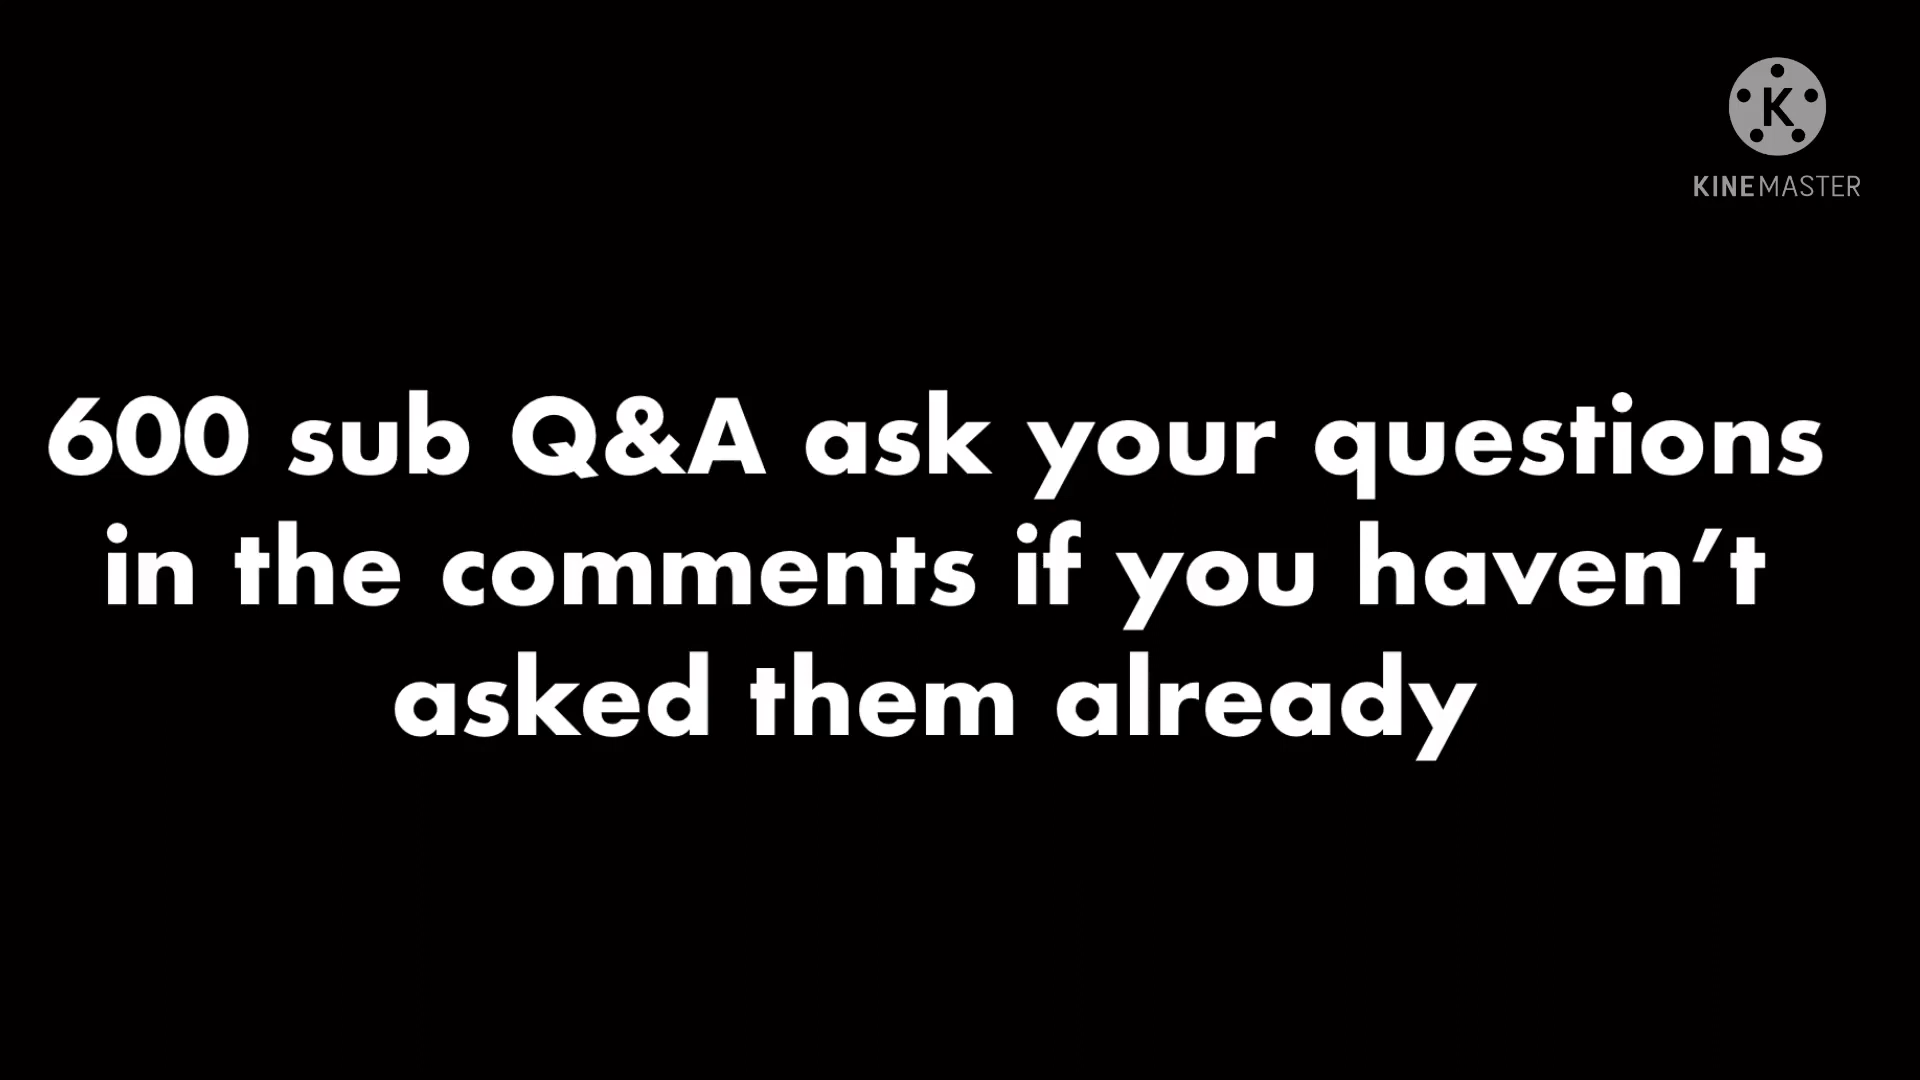 K
KINEMASTER
600 sub Q&A ask your questions
in the comments if you haven’t
asked them already